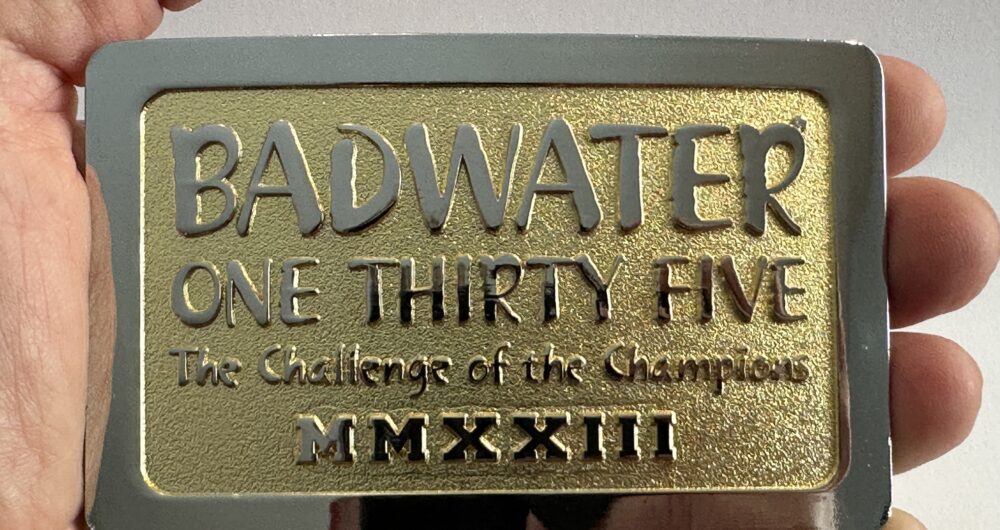 BADWATER
ONE THIRTY FIVE
The Challenge of the Champions
MMXXIII